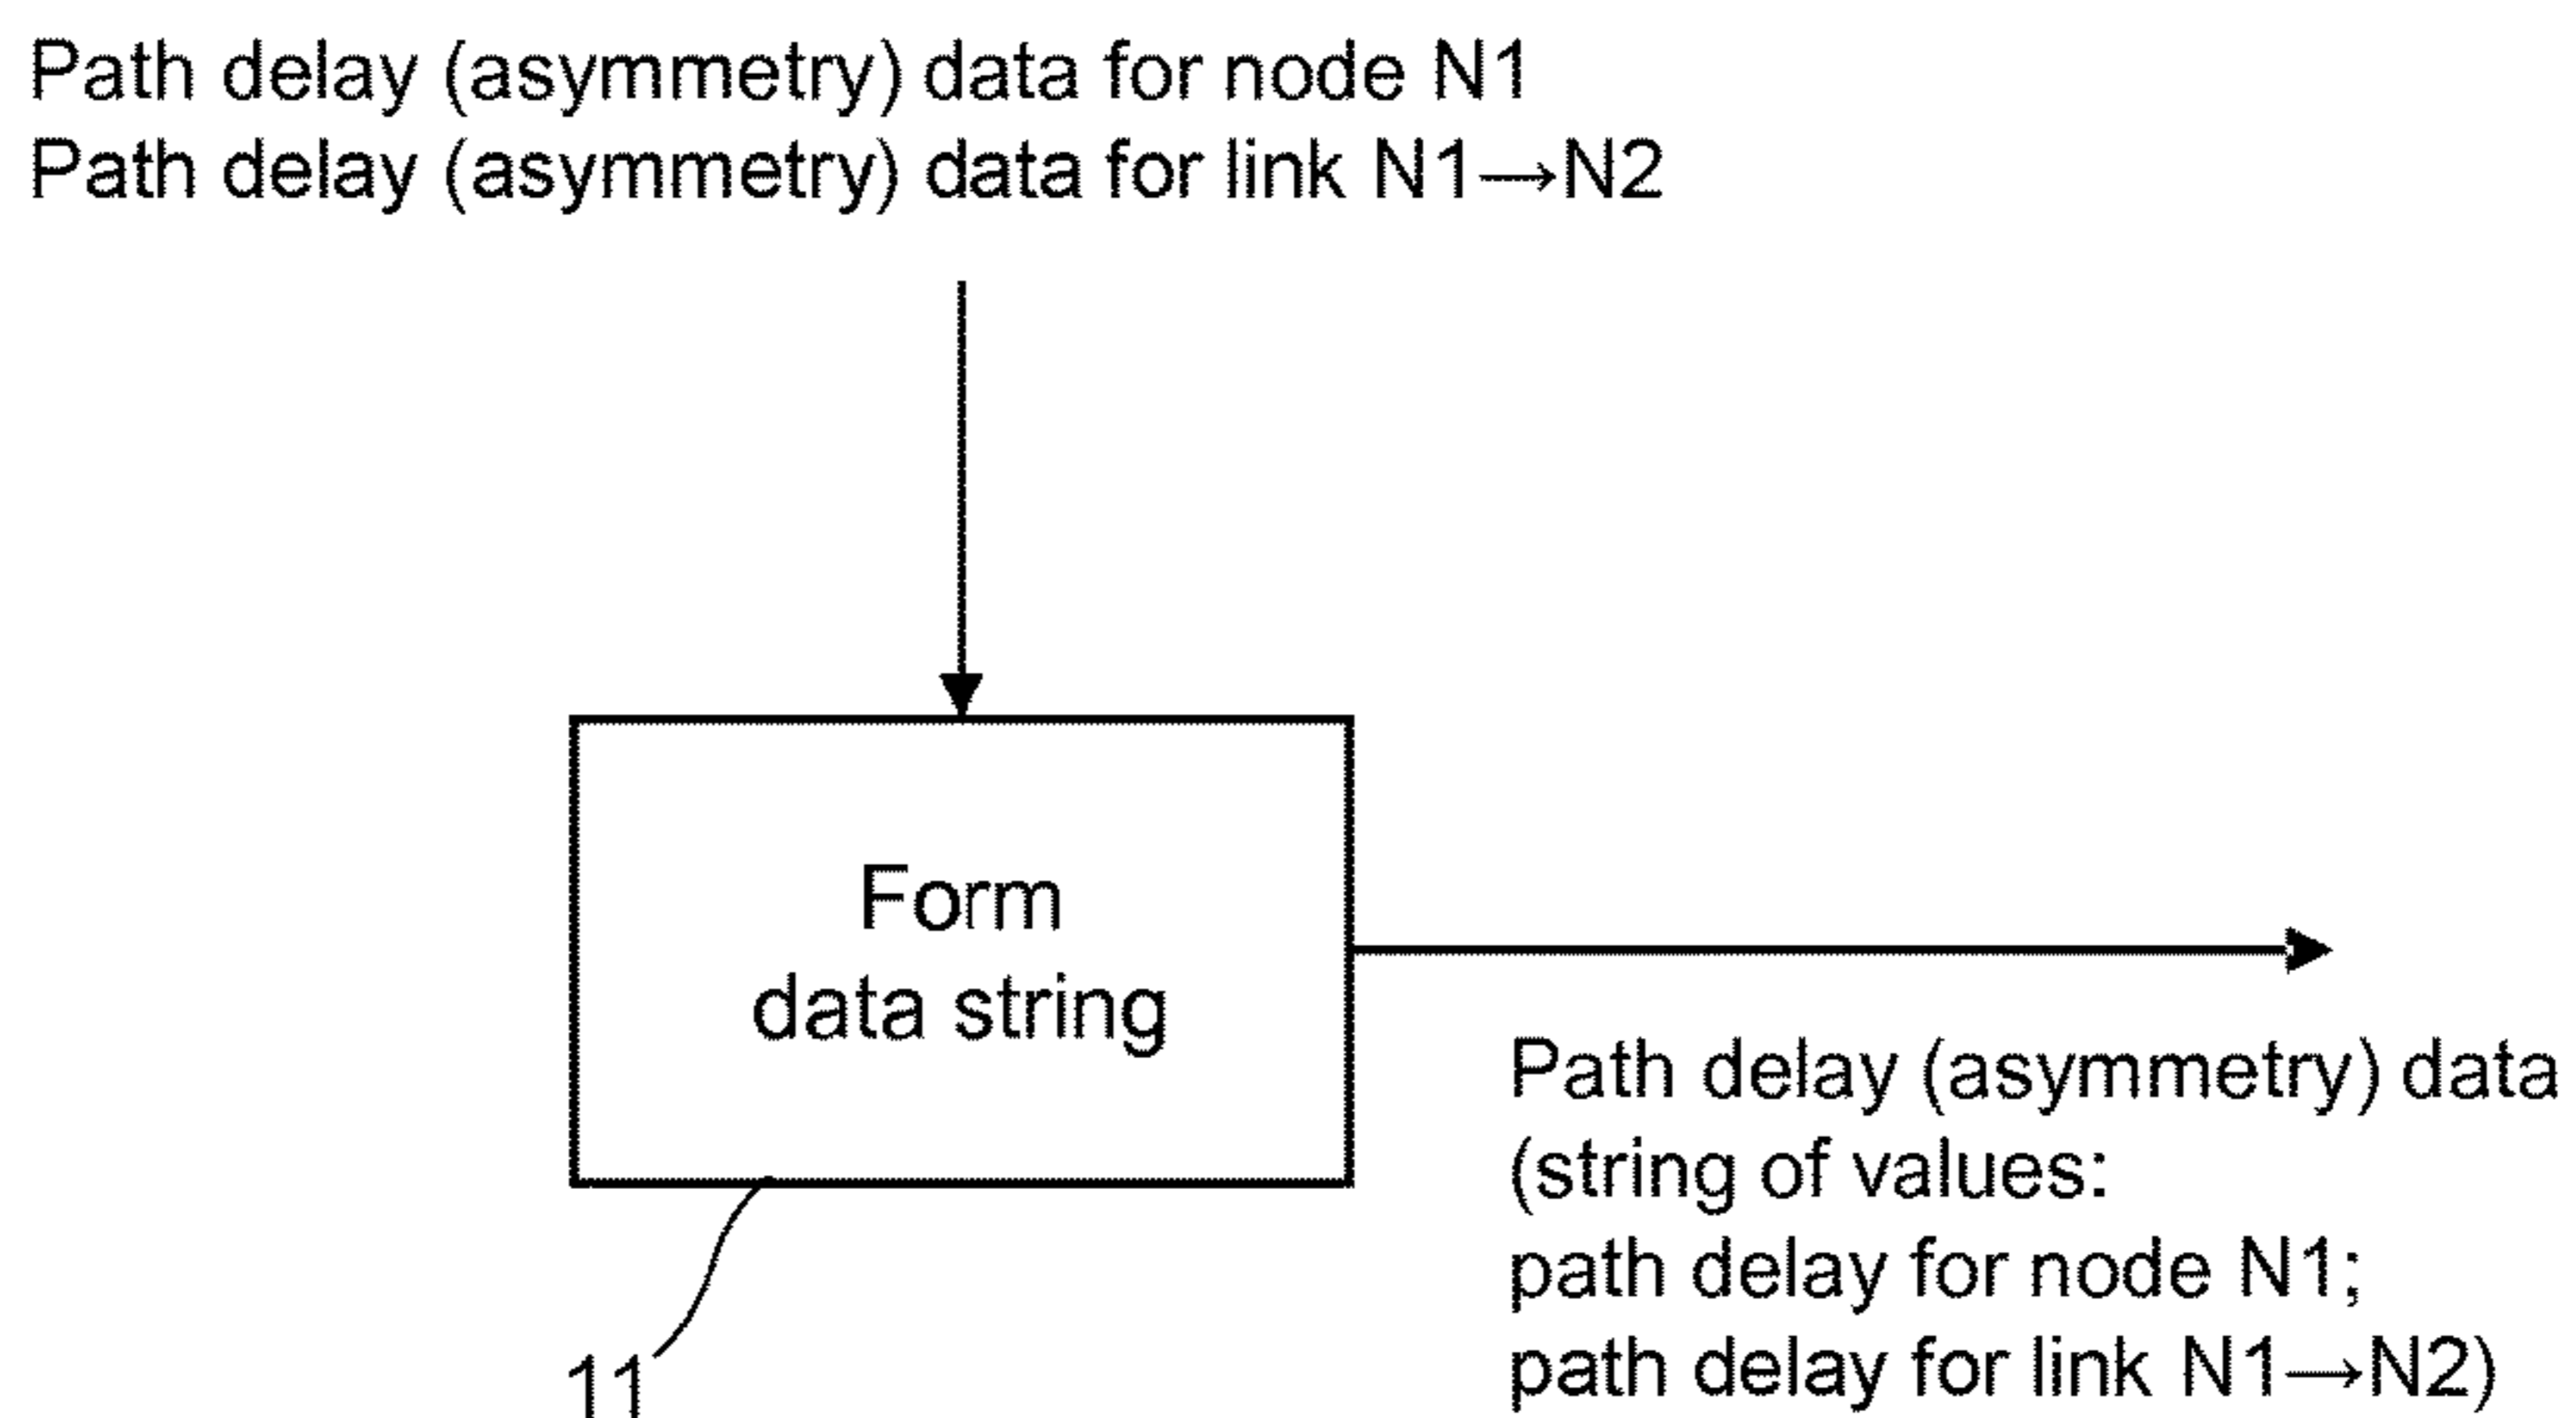 Path delay (asymmetry) data for node N1
Path delay (asymmetry) data for link N1→N2
Form
data string
Path delay (asymmetry) data
(string of values:
path delay for node N1;
path delay for link N1→N2)
11